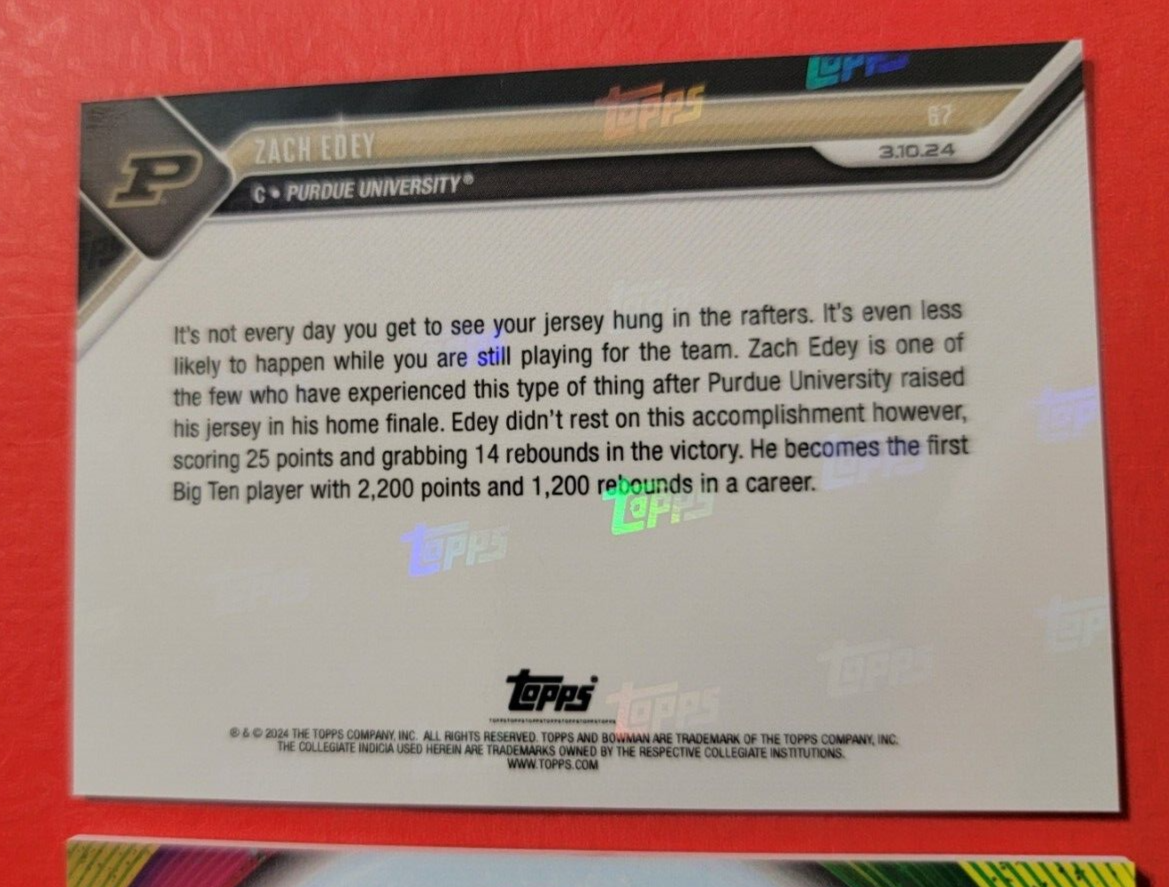 ZACH EDEY
67
3.10.24
C • PURDUE UNIVERSITY®
P
It's not every day you get to see your jersey hung in the rafters. It's even less
likely to happen while you are still playing for the team. Zach Edey is one of
the few who have experienced this type of thing after Purdue University raised
his jersey in his home finale. Edey didn't rest on this accomplishment however,
scoring 25 points and grabbing 14 rebounds in the victory. He becomes the first
Big Ten player with 2,200 points and 1,200 rebounds in a career.
topps
topps
topps
topps
topps
topps
topps
® & © 2024 THE TOPPS COMPANY, INC. ALL RIGHTS RESERVED. TOPPS AND BOWMAN ARE TRADEMARK OF THE TOPPS COMPANY, INC.
THE COLLEGIATE INDICIA USED HEREIN ARE TRADEMARKS OWNED BY THE RESPECTIVE COLLEGIATE INSTITUTIONS.
WWW.TOPPS.COM